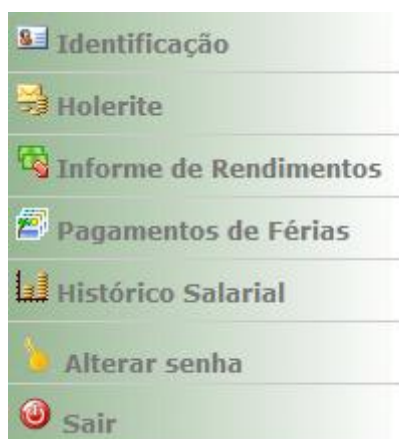 Identificação
Holerite
Informe de Rendimentos
Pagamentos de Férias
Histórico Salarial
Alterar senha
Sair